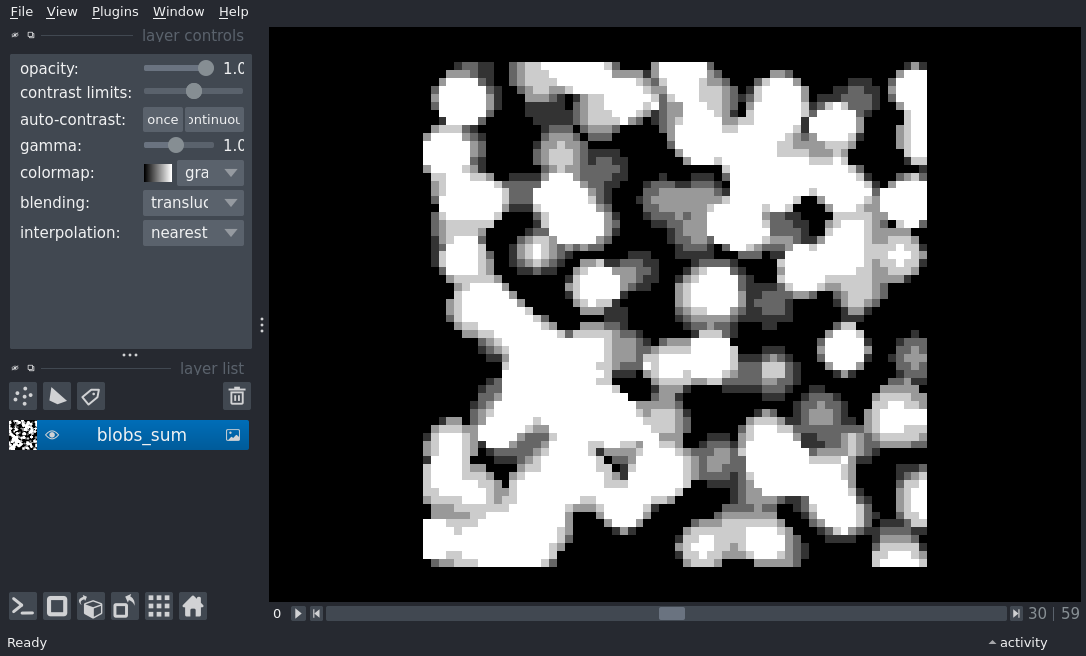 File View Plugins Window Help
layer controls
opacity: 1.0
contrast limits:
auto-contrast: once ontinuou
gamma: 1.0
colormap: gra
blending: transluc
interpolation: nearest
layer list
blobs_sum
0 30 | 59
Ready activity